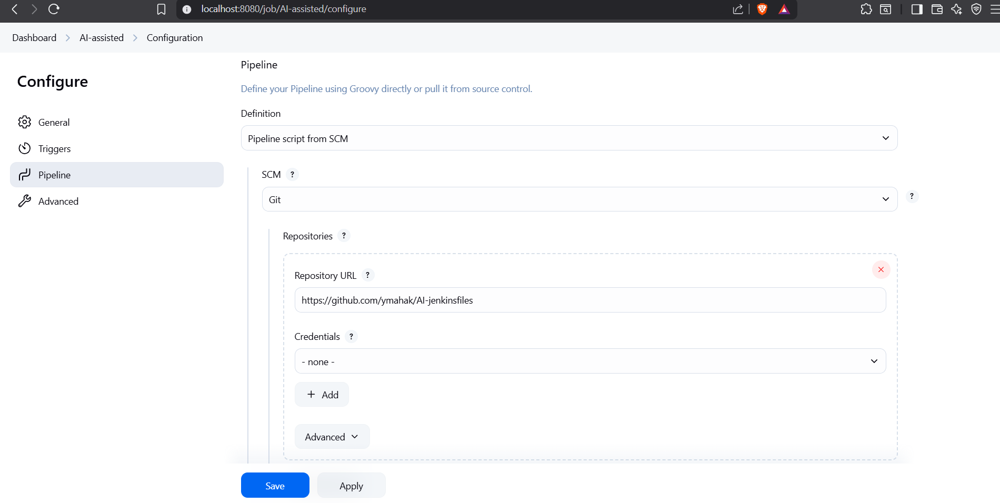 localhost:8080/job/AI-assisted/configure
Dashboard > AI-assisted > Configuration
Configure
General
Triggers
Pipeline
Advanced
Pipeline
Define your Pipeline using Groovy directly or pull it from source control.
Definition
Pipeline script from SCM
SCM ?
Git
?
Repositories ?
Repository URL ?
https://github.com/ymahak/AI-jenkinsfiles
Credentials ?
- none -
+ Add
Advanced
Save
Apply